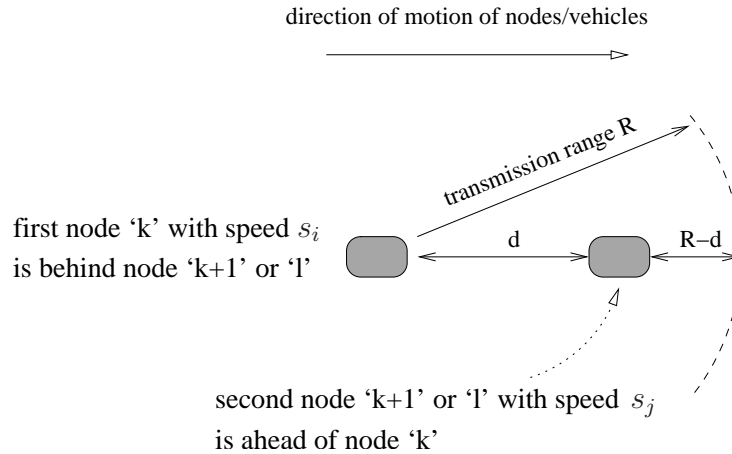 direction of motion of nodes/vehicles
transmission range R
first node ‘k’ with speed s_i
is behind node ‘k+1’ or ‘l’
d
R−d
second node ‘k+1’ or ‘l’ with speed s_j
is ahead of node ‘k’